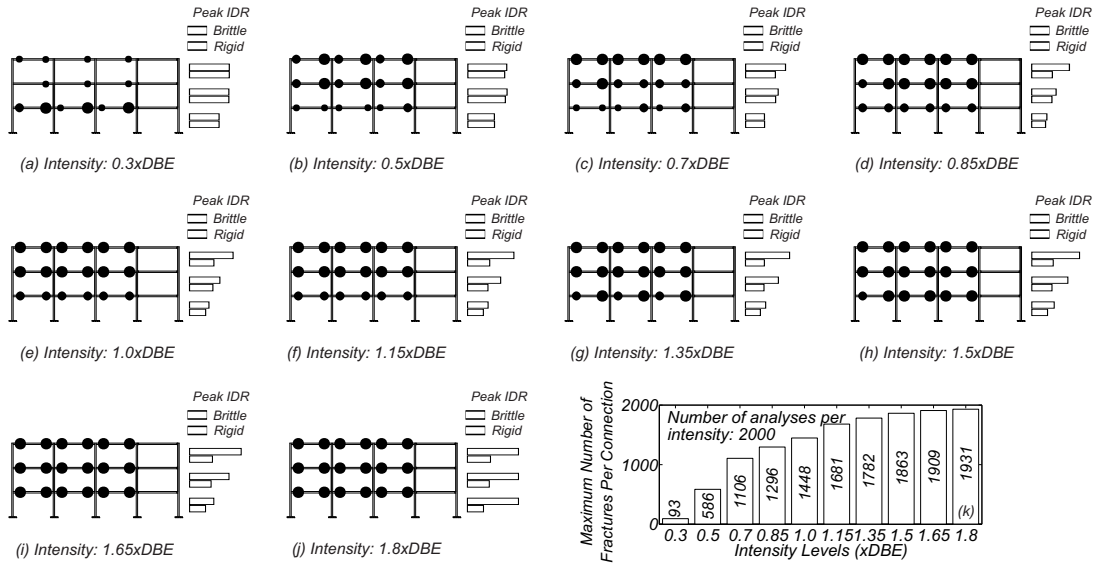 Peak IDR
Brittle
Rigid
(a) Intensity: 0.3xDBE
Peak IDR
Brittle
Rigid
(b) Intensity: 0.5xDBE
Peak IDR
Brittle
Rigid
(c) Intensity: 0.7xDBE
Peak IDR
Brittle
Rigid
(d) Intensity: 0.85xDBE
Peak IDR
Brittle
Rigid
(e) Intensity: 1.0xDBE
Peak IDR
Brittle
Rigid
(f) Intensity: 1.15xDBE
Peak IDR
Brittle
Rigid
(g) Intensity: 1.35xDBE
Peak IDR
Brittle
Rigid
(h) Intensity: 1.5xDBE
Peak IDR
Brittle
Rigid
(i) Intensity: 1.65xDBE
Peak IDR
Brittle
Rigid
(j) Intensity: 1.8xDBE
Maximum Number of
Fractures Per Connection
2000
1000
0
Number of analyses per
intensity: 2000
93
586
1106
1296
1448
1681
1782
1863
1909
1931
(k)
0.3 0.5 0.7 0.85 1.0 1.15 1.35 1.5 1.65 1.8
Intensity Levels (xDBE)